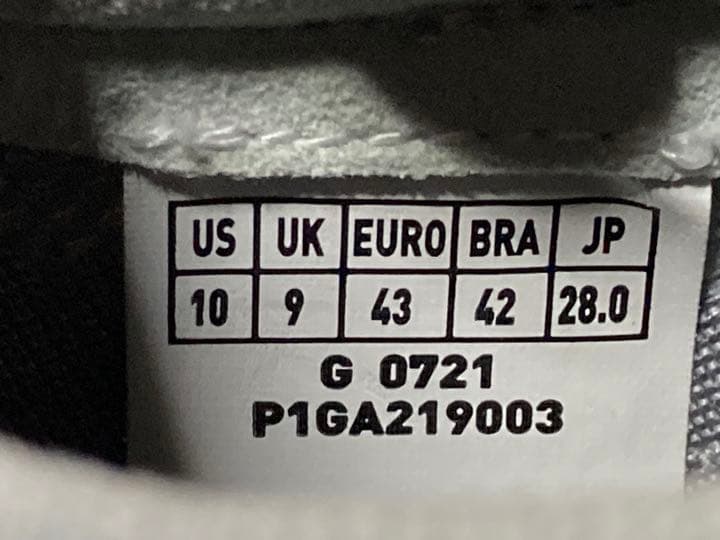 US UK EURO BRA JP
10 9 43 42 28.0
G 0721
P1GA219003